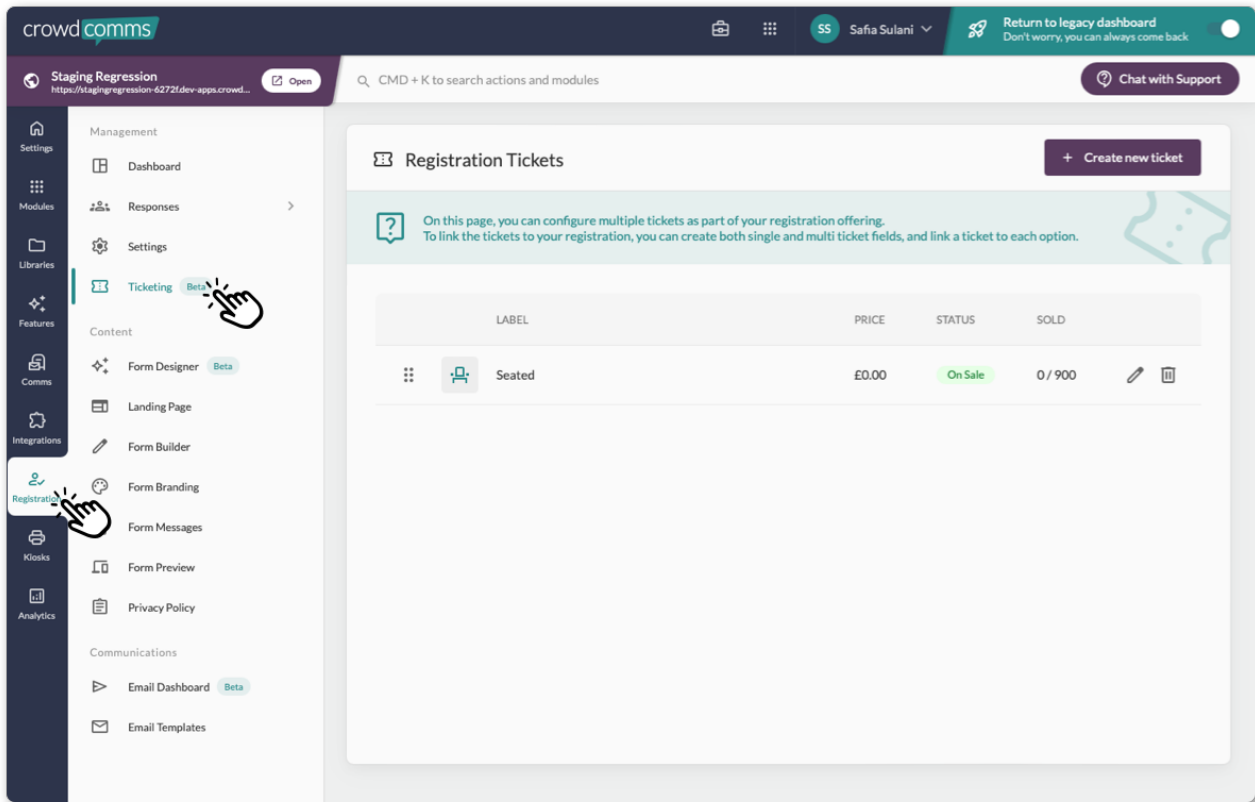 crowdcomms
SS
Safia Sulani
Return to legacy dashboard
Don't worry, you can always come back
Staging Regression
https://stagingregression-6272f.dev-apps.crowd...
Open
CMD + K to search actions and modules
Chat with Support
Settings
Modules
Libraries
Features
Comms
Integrations
Registration
Kiosks
Analytics
Management
Dashboard
Responses
Settings
Ticketing
Beta
Content
Form Designer
Beta
Landing Page
Form Builder
Form Branding
Form Messages
Form Preview
Privacy Policy
Communications
Email Dashboard
Beta
Email Templates
Registration Tickets
+ Create new ticket
On this page, you can configure multiple tickets as part of your registration offering.
To link the tickets to your registration, you can create both single and multi ticket fields, and link a ticket to each option.
LABEL PRICE STATUS SOLD
Seated £0.00 On Sale 0 / 900